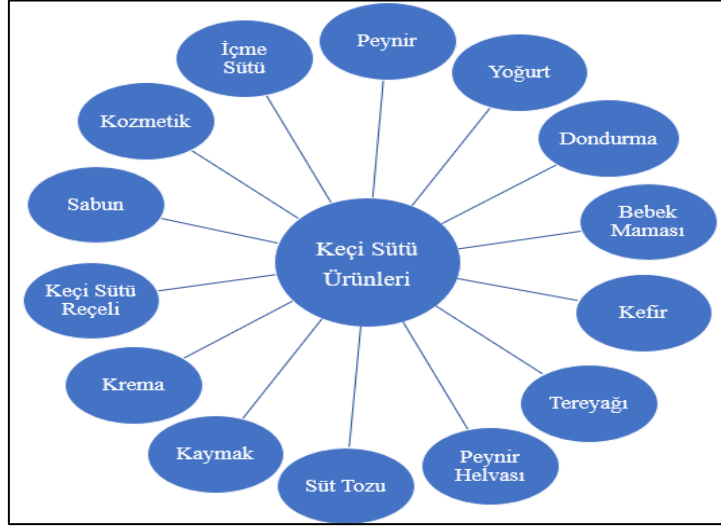 Peynir
Yoğurt
Dondurma
Bebek
Maması
Kefir
Tereyağı
Peynir
Helvası
Süt Tozu
Kaymak
Krema
Keçi Sütü
Reçeli
Sabun
Kozmetik
İçme
Sütü
Keçi Sütü
Ürünleri